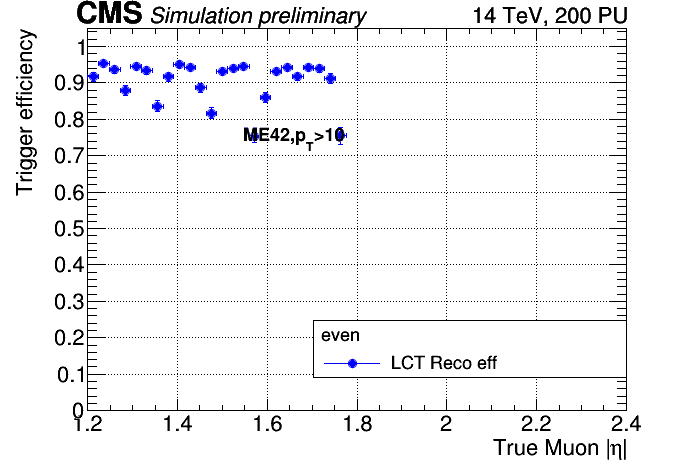 CMS Simulation preliminary 14 TeV, 200 PU
Trigger efficiency
1
0.9
0.8
0.7
0.6
0.5
0.4
0.3
0.2
0.1
0
ME42,p_T>10
even
LCT Reco eff
1.2 1.4 1.6 1.8 2 2.2 2.4
True Muon |η|